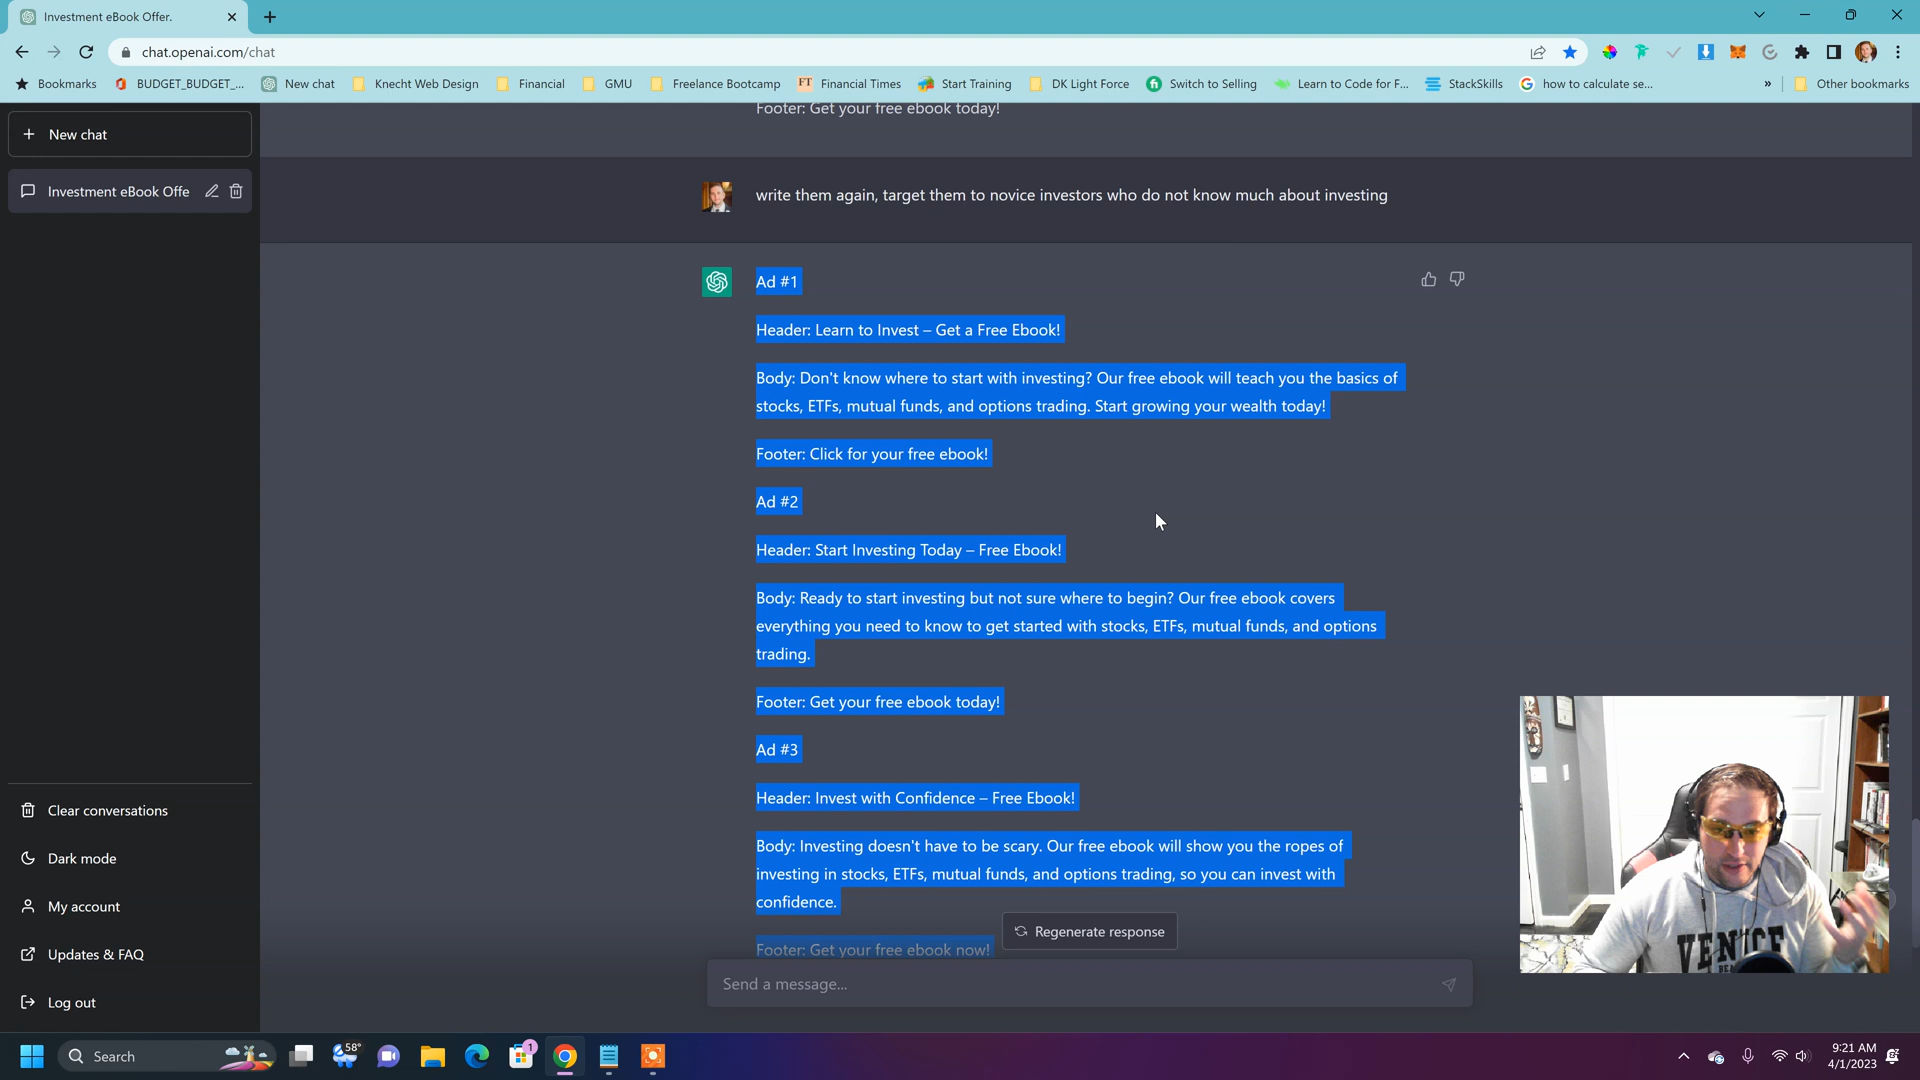 Investment eBook Offer.
chat.openai.com/chat
Bookmarks
BUDGET_BUDGET_...
New chat
Knecht Web Design
Financial
GMU
Freelance Bootcamp
FT
Financial Times
Start Training
DK Light Force
Switch to Selling
Learn to Code for F...
StackSkills
how to calculate se...
»
Other bookmarks
Footer: Get your free ebook today!
New chat
Investment eBook Offe
write them again, target them to novice investors who do not know much about investing
Ad #1
Header: Learn to Invest – Get a Free Ebook!
Body: Don't know where to start with investing? Our free ebook will teach you the basics of
stocks, ETFs, mutual funds, and options trading. Start growing your wealth today!
Footer: Click for your free ebook!
Ad #2
Header: Start Investing Today – Free Ebook!
Body: Ready to start investing but not sure where to begin? Our free ebook covers
everything you need to know to get started with stocks, ETFs, mutual funds, and options
trading.
Footer: Get your free ebook today!
Ad #3
Header: Invest with Confidence – Free Ebook!
Body: Investing doesn't have to be scary. Our free ebook will show you the ropes of
investing in stocks, ETFs, mutual funds, and options trading, so you can invest with
confidence.
Footer: Get your free ebook now!
Regenerate response
Send a message...
Clear conversations
Dark mode
My account
Updates & FAQ
Log out
VENICE
Search
58°
1
9:21 AM
4/1/2023